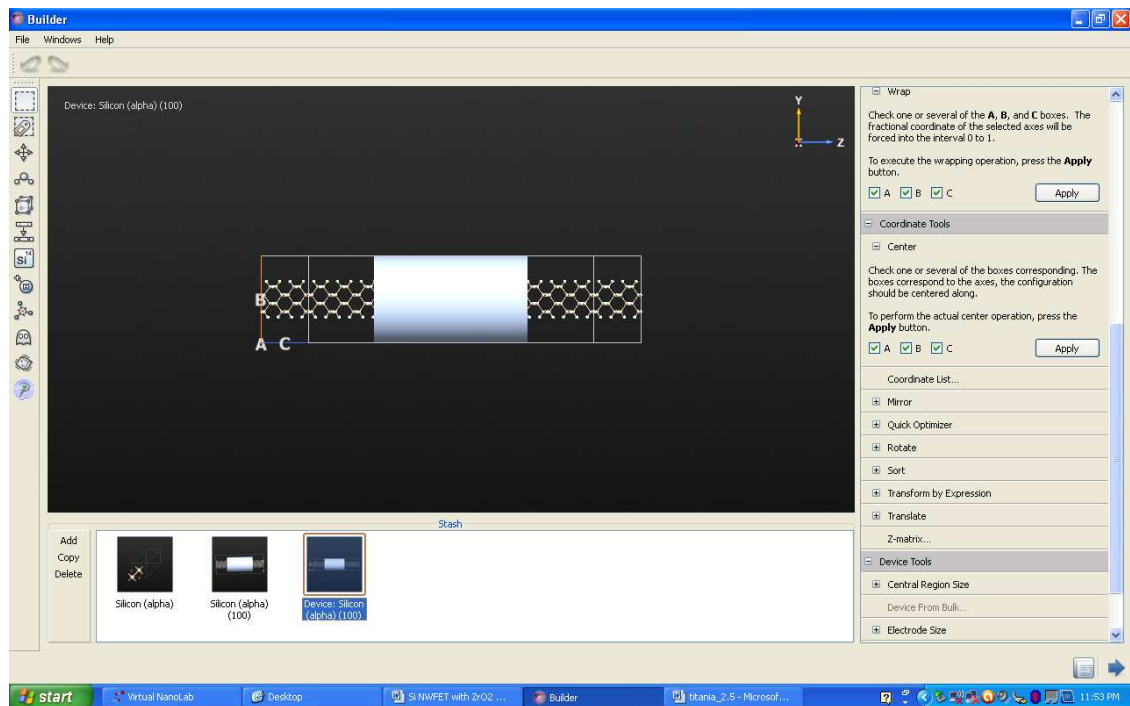 Builder
File Windows Help
Device: Silicon (alpha) (100)
Y
Z
B
A C
Wrap
Check one or several of the A, B, and C boxes. The
fractional coordinate of the selected axes will be
forced into the interval 0 to 1.
To execute the wrapping operation, press the Apply
button.
A B C Apply
Coordinate Tools
Center
Check one or several of the boxes corresponding. The
boxes correspond to the axes, the configuration
should be centered along.
To perform the actual center operation, press the
Apply button.
A B C Apply
Coordinate List...
Mirror
Quick Optimizer
Rotate
Sort
Transform by Expression
Translate
Z-matrix...
Device Tools
Central Region Size
Device From Bulk...
Electrode Size
Si
Stash
Add
Copy
Delete
Silicon (alpha)
Silicon (alpha)
(100)
Device: Silicon
(alpha) (100)
start Virtual NanoLab Desktop Si NWFET with ZrO2 ... Builder titania_2.5 - Microsof... 11:53 PM